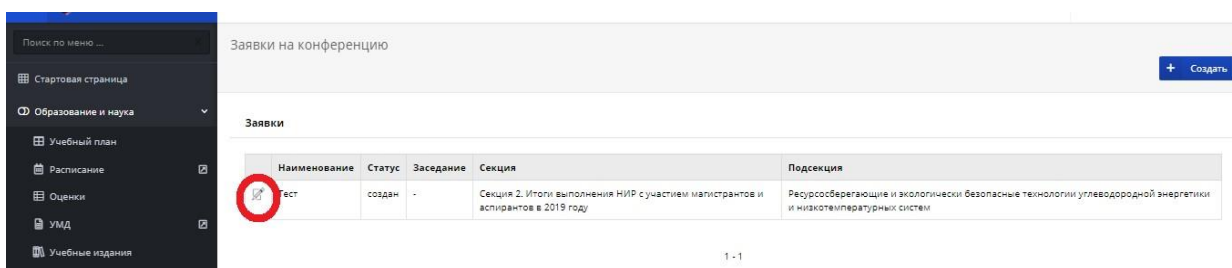 Поиск по меню ...
Стартовая страница
Образование и наука
Учебный план
Расписание
Оценки
УМД
Учебные издания
Заявки на конференцию
+ Создать
Заявки
Наименование Статус Заседание Секция Подсекция
Тест создан - Секция 2. Итоги выполнения НИР с участием магистрантов и Ресурсосберегающие и экологически безопасные технологии углеводородной энергетики
аспирантов в 2019 году и низкотемпературных систем
1 - 1